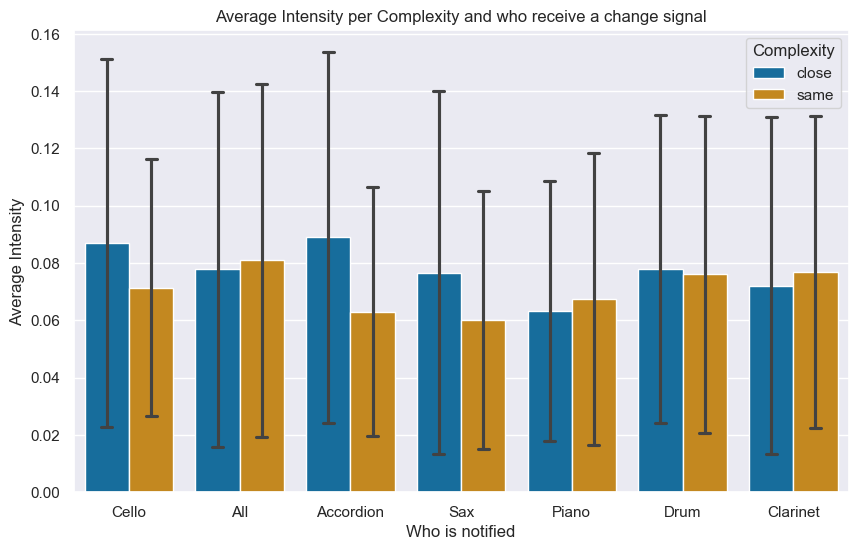 Average Intensity per Complexity and who receive a change signal
Complexity
close
same
Average Intensity
0.16
0.14
0.12
0.10
0.08
0.06
0.04
0.02
0.00
Cello All Accordion Sax Piano Drum Clarinet
Who is notified